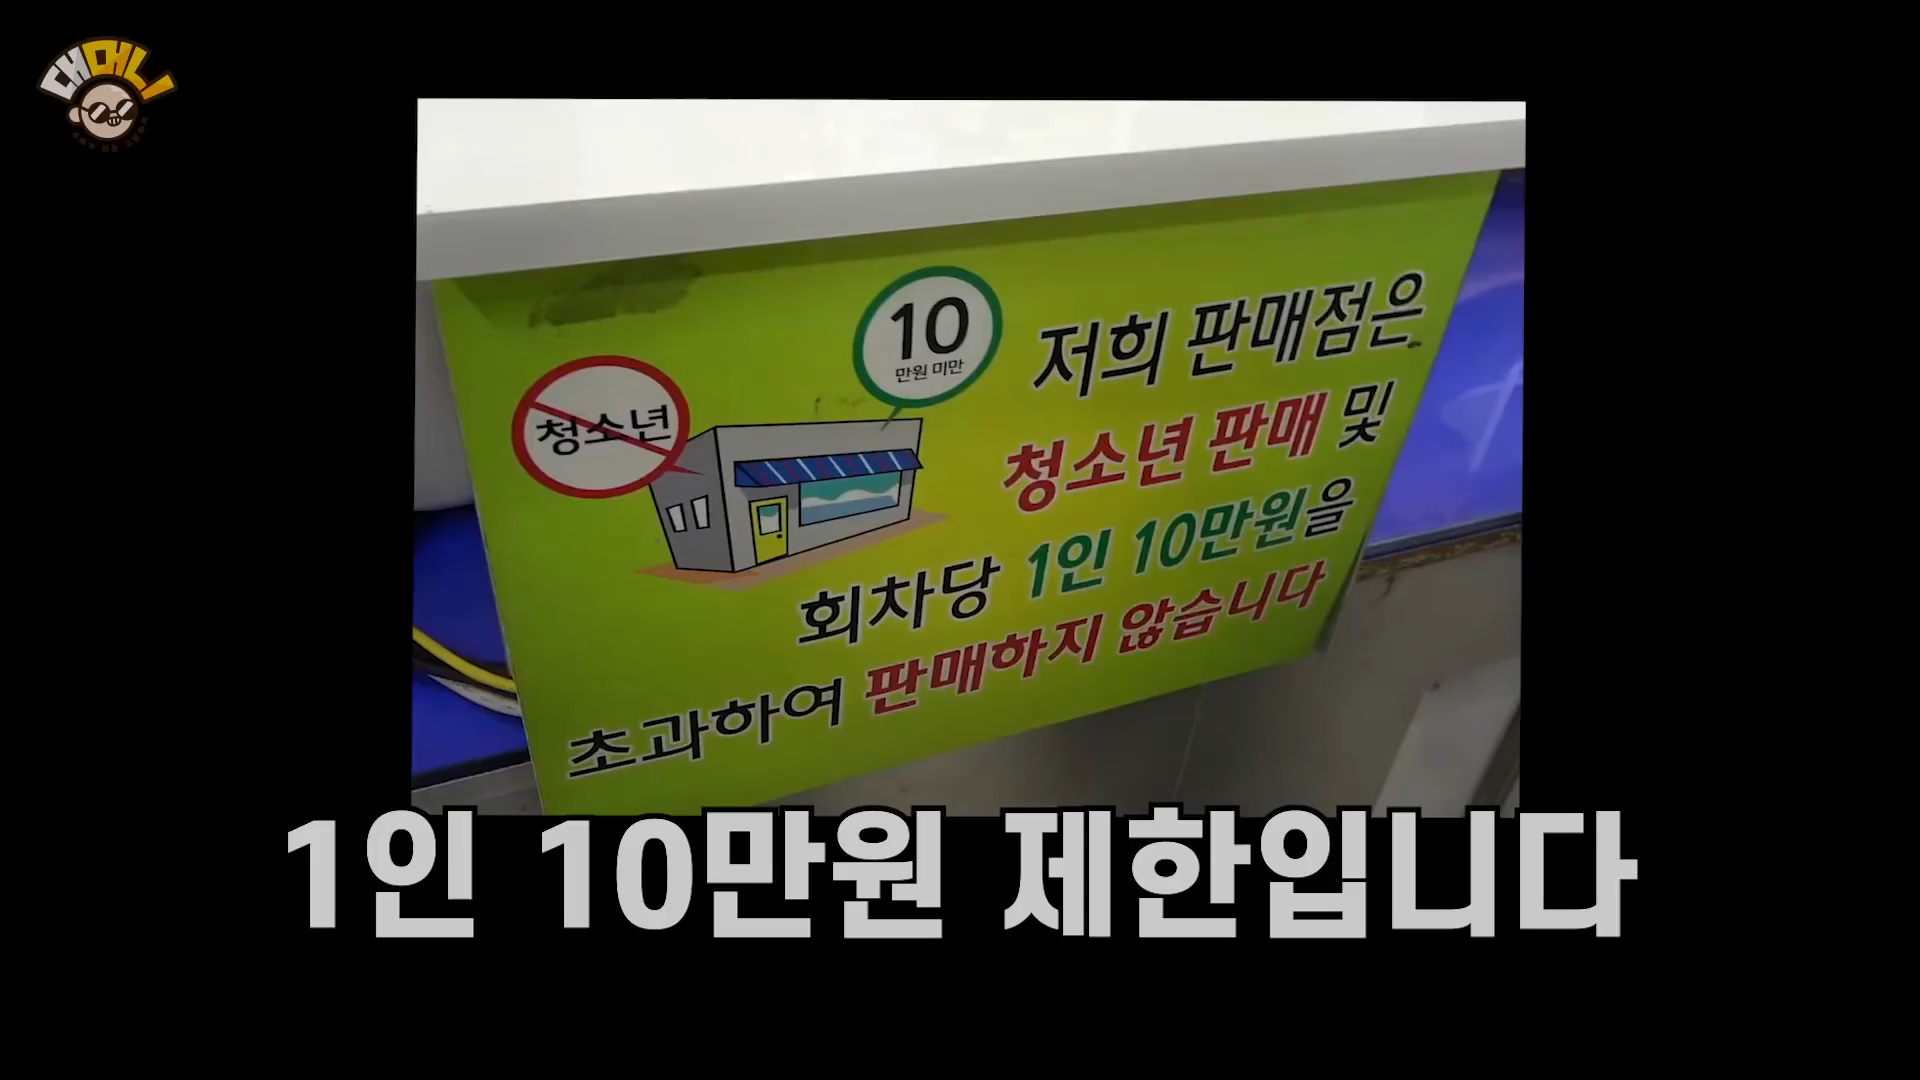 대머니
10
만원 미만
청소년
저희 판매점은
청소년 판매 및
회차당 1인 10만원을
초과하여 판매하지 않습니다
1인 10만원 제한입니다